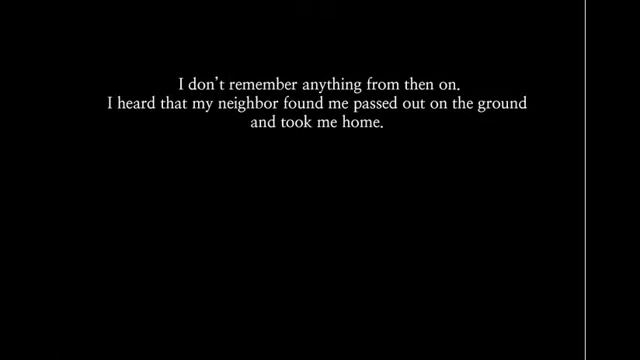 I don't remember anything from then on.
I heard that my neighbor found me passed out on the ground
and took me home.